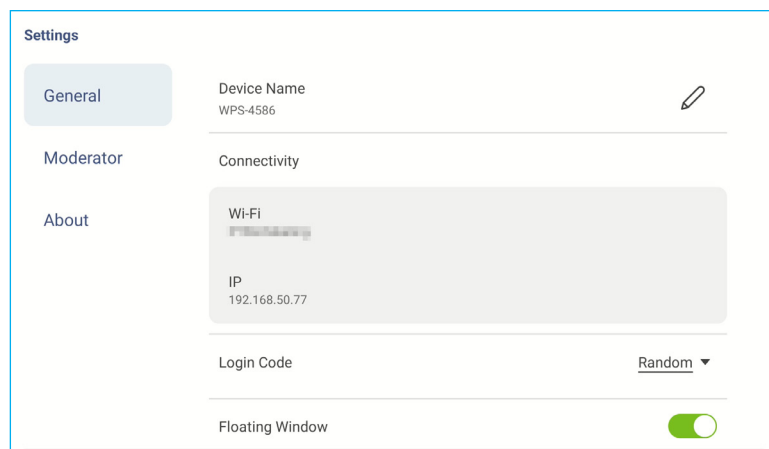 Settings
General
Moderator
About
Device Name
WPS-4586
Connectivity
Wi-Fi
IP
192.168.50.77
Login Code
Random
Floating Window